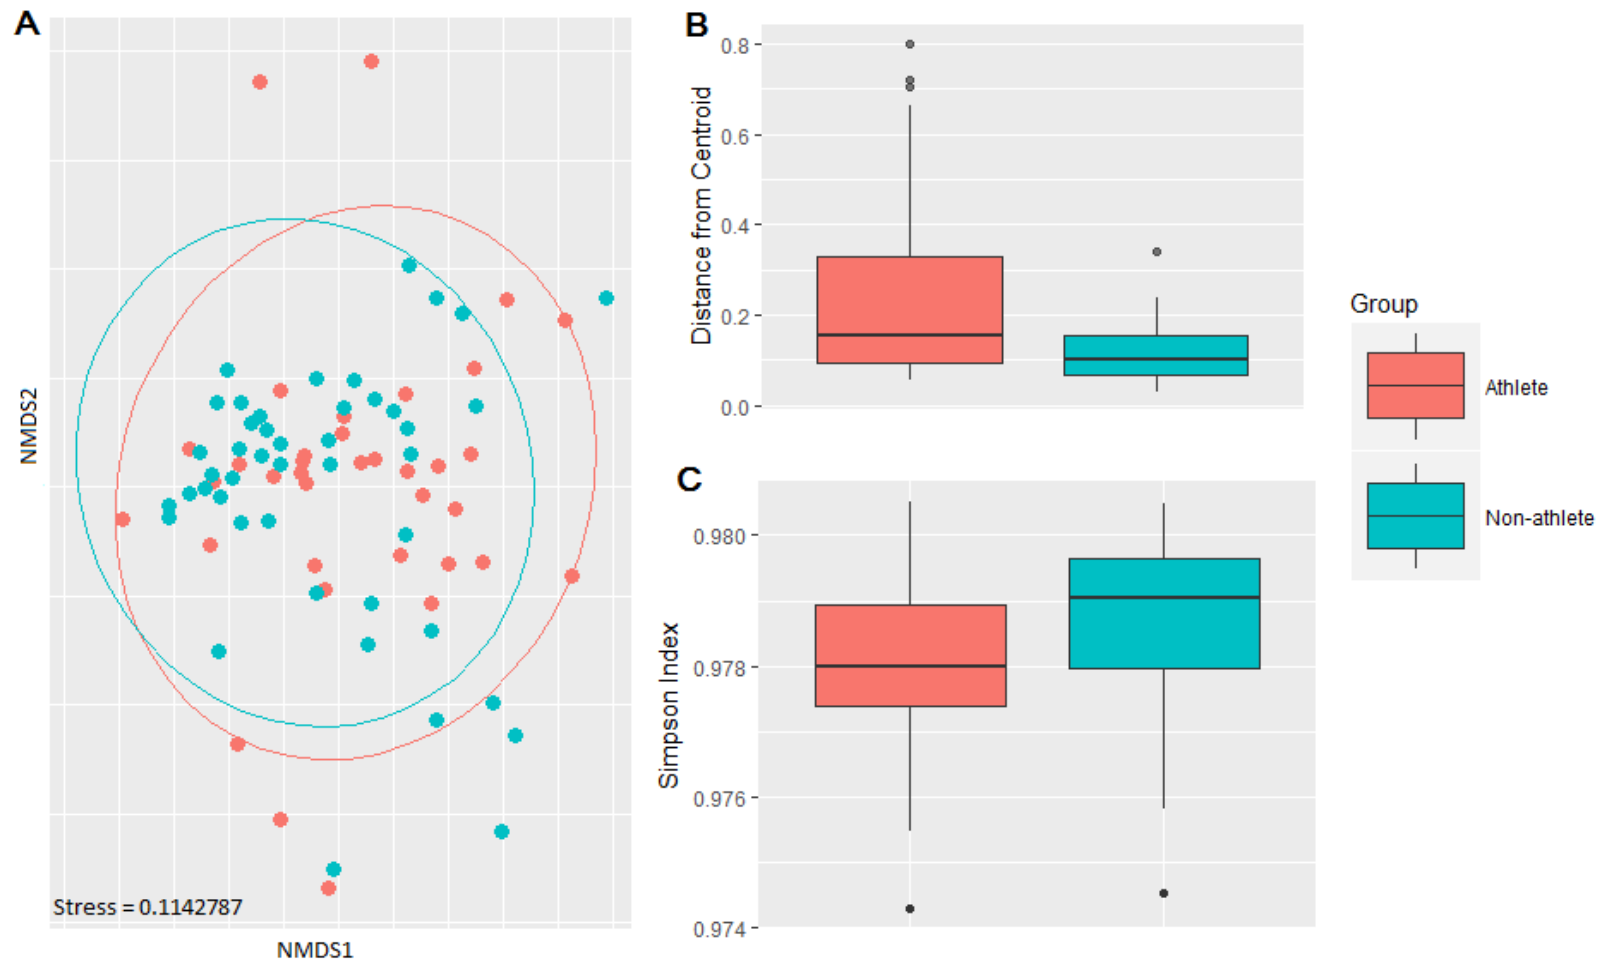 A
NMDS2
Stress = 0.1142787
NMDS1
B
Distance from Centroid
0.8
0.6
0.4
0.2
0.0
C
Simpson Index
0.980
0.978
0.976
0.974
Group
Athlete
Non-athlete